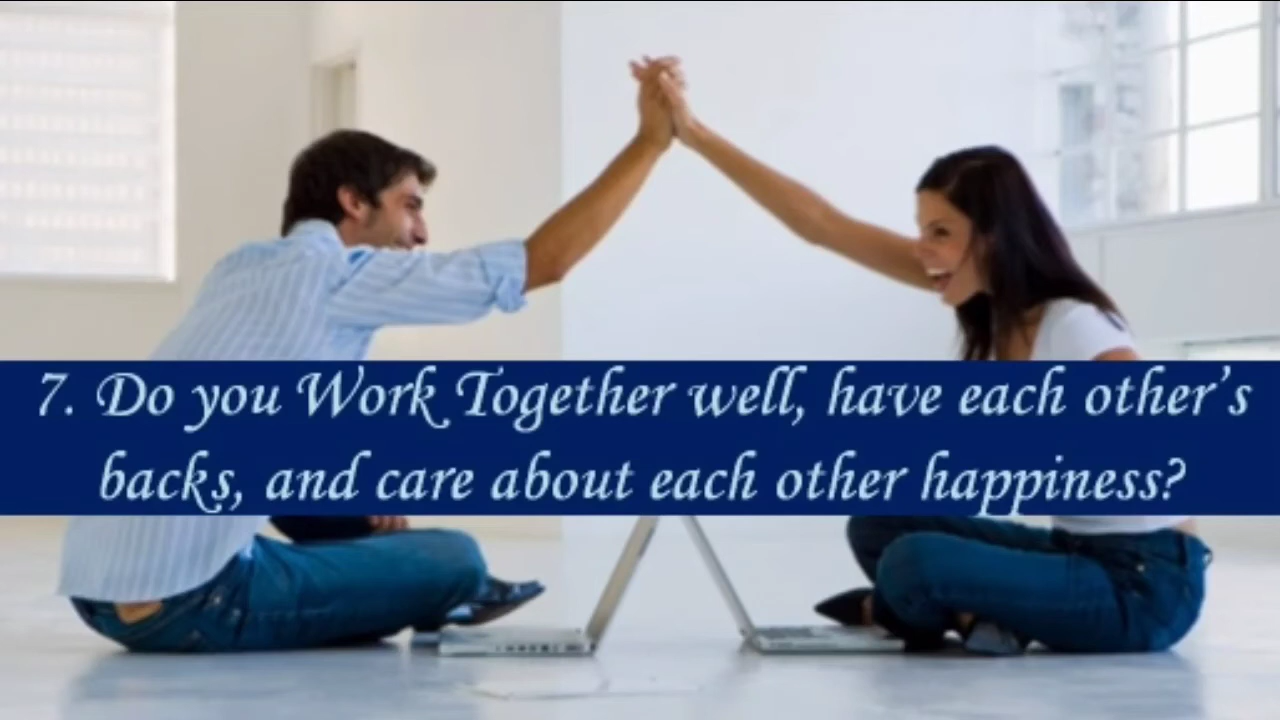 7. Do you Work Together well, have each other's
backs, and care about each other happiness?